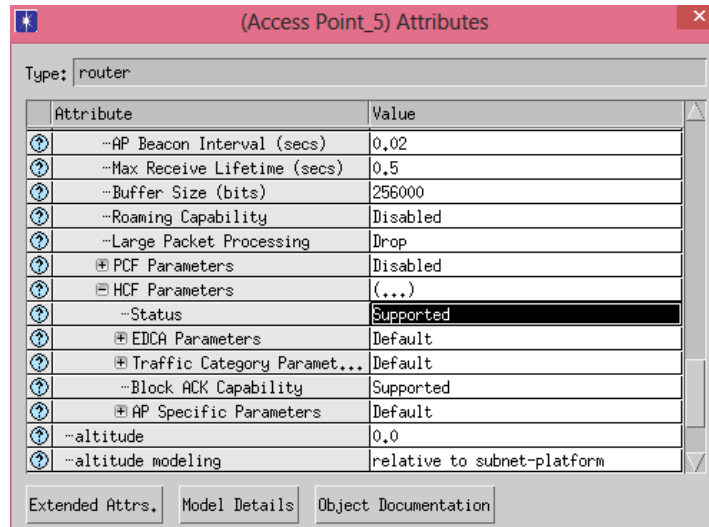 (Access Point_5) Attributes
Type: router
Attribute Value
AP Beacon Interval (secs) 0.02
Max Receive Lifetime (secs) 0.5
Buffer Size (bits) 256000
Roaming Capability Disabled
Large Packet Processing Drop
PCF Parameters Disabled
HCF Parameters (...)
Status Supported
EDCA Parameters Default
Traffic Category Paramet... Default
Block ACK Capability Supported
AP Specific Parameters Default
altitude 0.0
altitude modeling relative to subnet-platform
Extended Attrs. Model Details Object Documentation